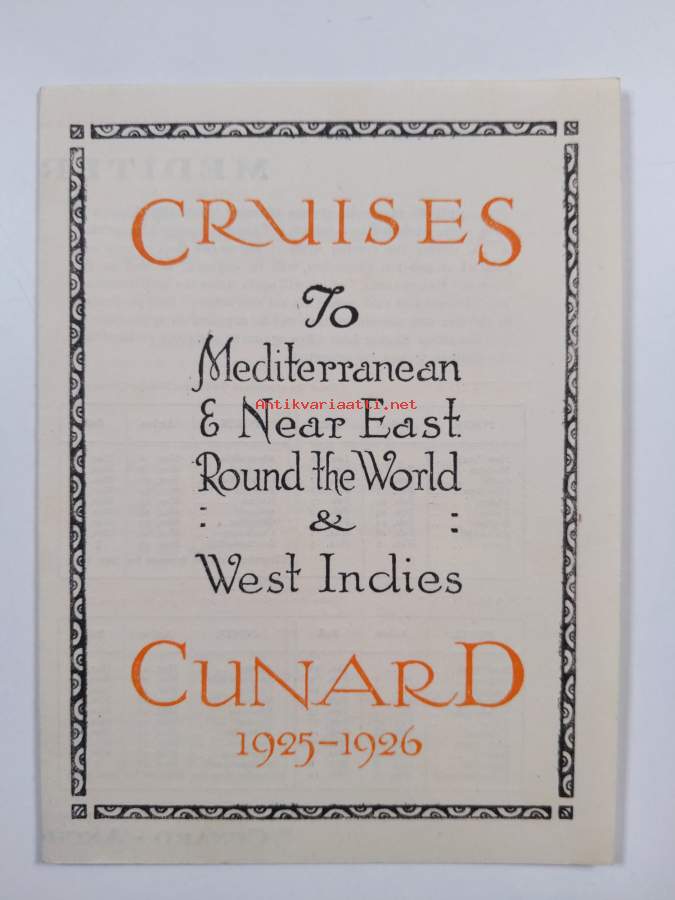 CRUISES
To
Mediterranean
Antikvariaatti.net
& Near East
Round the World
: & :
West Indies
CUNARD
1925-1926